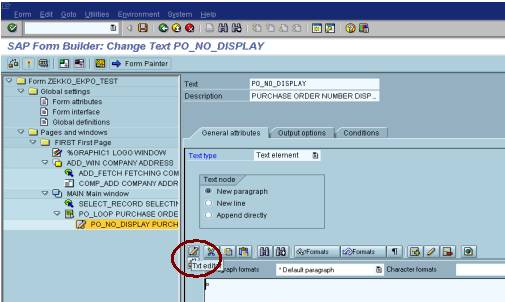 Form Edit Goto Utilities Environment System Help
SAP Form Builder: Change Text PO_NO_DISPLAY
Form Painter
Form ZEKKO_EKPO_TEST
Global settings
Form attributes
Form interface
Global definitions
Pages and windows
FIRST First Page
%GRAPHIC1 LOGO WINDOW
ADD_WIN COMPANY ADDRESS
ADD_FETCH FETCHING COM
COMP_ADD COMPANY ADDR
MAIN Main window
SELECT_RECORD SELECTIN
PO_LOOP PURCHASE ORDE
PO_NO_DISPLAY PURCH
Text PO_NO_DISPLAY
Description PURCHASE ORDER NUMBER DISP...
General attributes Output options Conditions
Text type Text element
Text node
New paragraph
New line
Append directly
Formats Formats
Txt editor
graph formats * Default paragraph Character formats